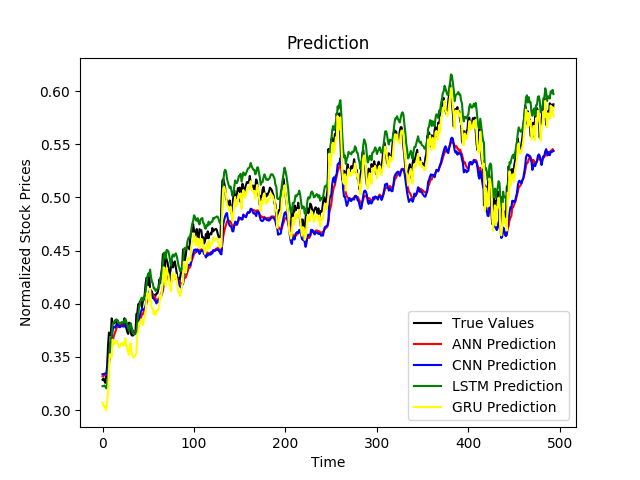 Prediction
Normalized Stock Prices
0.60
0.55
0.50
0.45
0.40
0.35
0.30
True Values
ANN Prediction
CNN Prediction
LSTM Prediction
GRU Prediction
0 100 200 300 400 500
Time